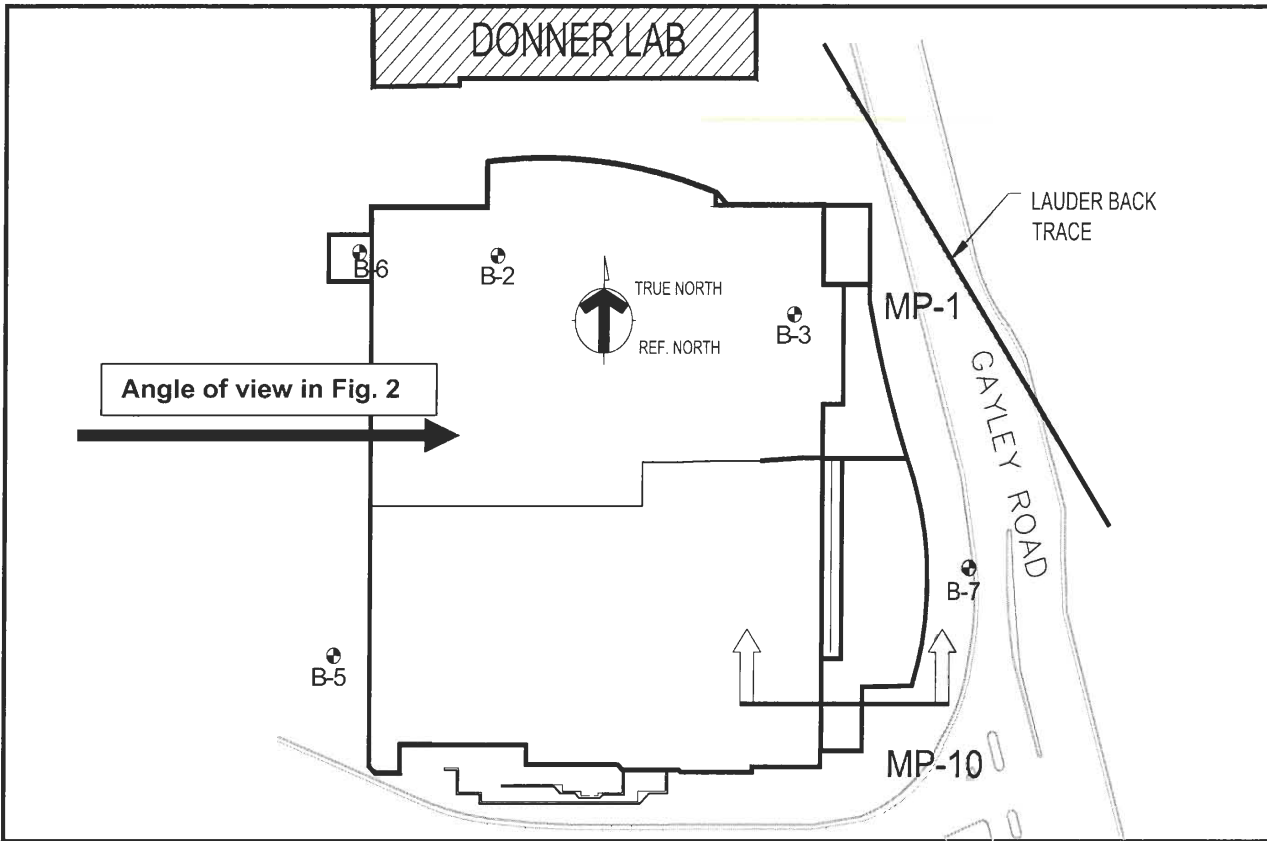 DONNER LAB
LAUDER BACK
TRACE
B-6
B-2
TRUE NORTH
REF. NORTH
B-3
MP-1
Angle of view in Fig. 2
GAYLEY ROAD
B-7
B-5
MP-10